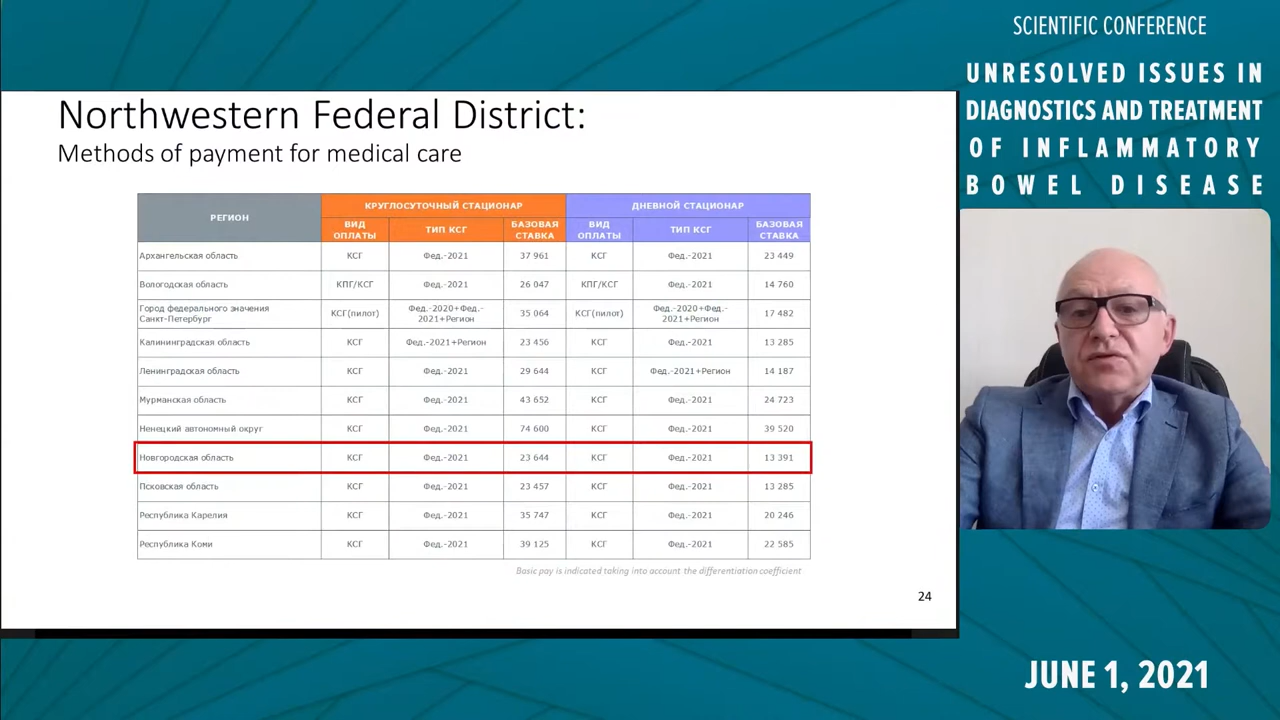 SCIENTIFIC CONFERENCE
UNRESOLVED ISSUES IN
DIAGNOSTICS AND TREATMENT
OF INFLAMMATORY
BOWEL DISEASE
Northwestern Federal District:
Methods of payment for medical care
РЕГИОН КРУГЛОСУТОЧНЫЙ СТАЦИОНАР ДНЕВНОЙ СТАЦИОНАР
ВИД ОПЛАТЫ ТИП КСГ БАЗОВАЯ СТАВКА ВИД ОПЛАТЫ ТИП КСГ БАЗОВАЯ СТАВКА
Архангельская область КСГ Фед.-2021 37 961 КСГ Фед.-2021 23 449
Вологодская область КПГ/КСГ Фед.-2021 26 047 КПГ/КСГ Фед.-2021 14 760
Город федерального значения Санкт-Петербург КСГ(пилот) Фед.-2020+Фед.-2021+Регион 35 064 КСГ(пилот) Фед.-2020+Фед.-2021+Регион 17 482
Калининградская область КСГ Фед.-2021+Регион 23 456 КСГ Фед.-2021 13 285
Ленинградская область КСГ Фед.-2021 29 644 КСГ Фед.-2021+Регион 14 187
Мурманская область КСГ Фед.-2021 43 652 КСГ Фед.-2021 24 723
Ненецкий автономный округ КСГ Фед.-2021 74 600 КСГ Фед.-2021 39 520
Новгородская область КСГ Фед.-2021 23 644 КСГ Фед.-2021 13 391
Псковская область КСГ Фед.-2021 23 457 КСГ Фед.-2021 13 285
Республика Карелия КСГ Фед.-2021 35 747 КСГ Фед.-2021 20 246
Республика Коми КСГ Фед.-2021 39 125 КСГ Фед.-2021 22 585
Basic pay is indicated taking into account the differentiation coefficient
24
JUNE 1, 2021